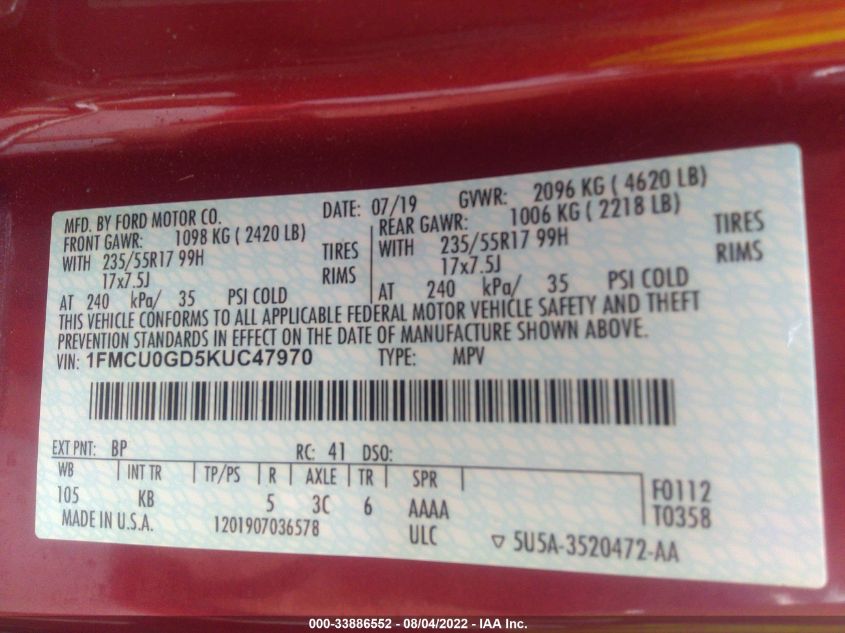 MFD. BY FORD MOTOR CO. DATE: 07/19 GVWR: 2096 KG ( 4620 LB)
FRONT GAWR: 1098 KG ( 2420 LB) REAR GAWR: 1006 KG ( 2218 LB)
WITH 235/55R17 99H TIRES WITH 235/55R17 99H TIRES
17x7.5J RIMS 17x7.5J RIMS
AT 240 kPa/ 35 PSI COLD AT 240 kPa/ 35 PSI COLD
THIS VEHICLE CONFORMS TO ALL APPLICABLE FEDERAL MOTOR VEHICLE SAFETY AND THEFT
PREVENTION STANDARDS IN EFFECT ON THE DATE OF MANUFACTURE SHOWN ABOVE.
VIN: 1FMCU0GD5KUC47970 TYPE: MPV
EXT PNT: BP RC: 41 DSO:
WB INT TR TP/PS R AXLE TR SPR
105 KB 5 3C 6 AAAA F0112
MADE IN U.S.A. 1201907036578 ULC T0358
▽ 5U5A-3520472-AA
000-33886552 - 08/04/2022 - IAA Inc.